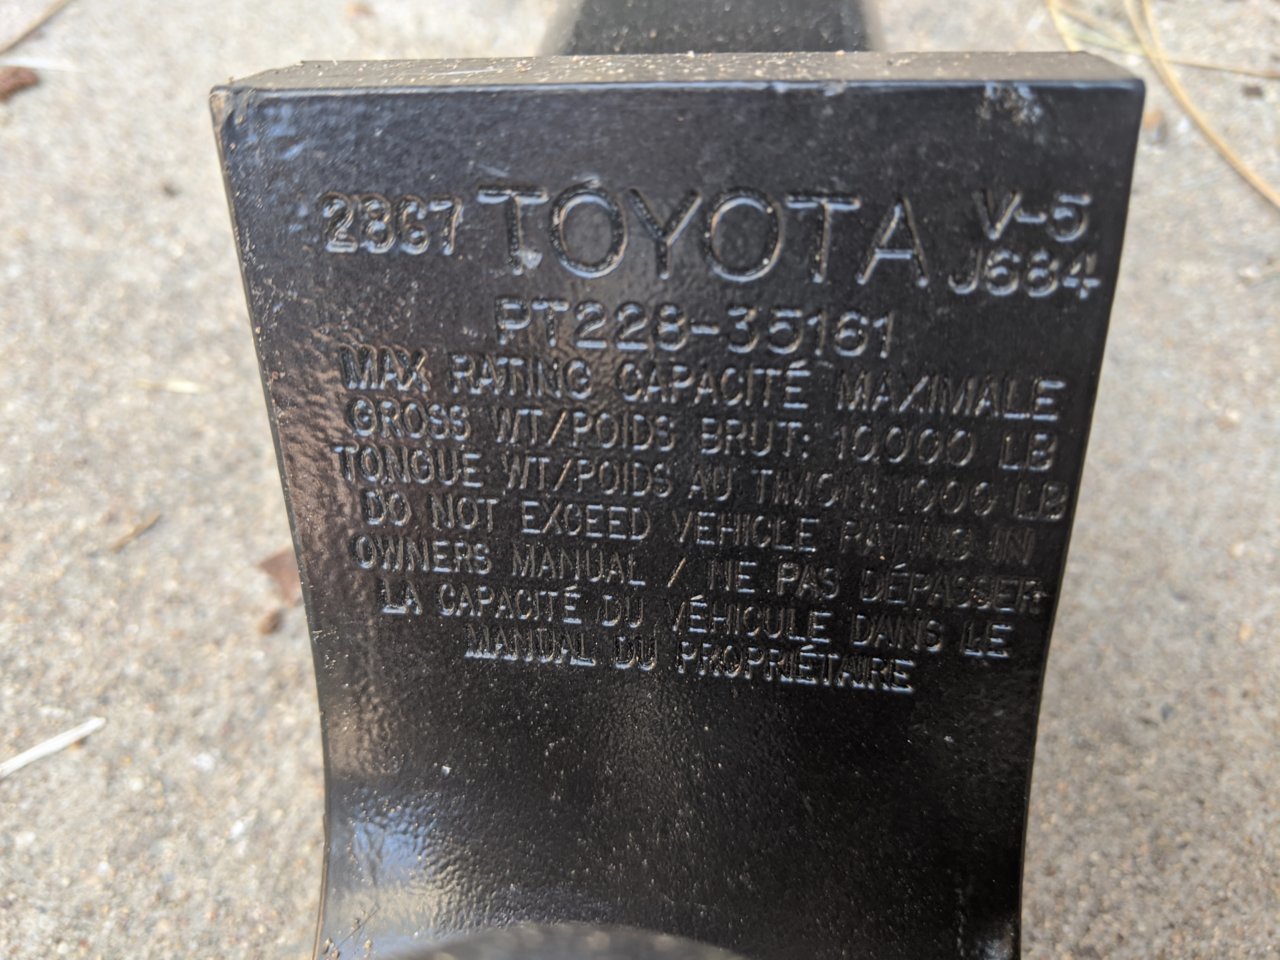 2367 TOYOTA V-5
J684
PT228-35161
MAX RATING CAPACITÉ MAXIMALE
GROSS WT/POIDS BRUT: 10000 LB
TONGUE WT/POIDS AU TIMON: 1000 LB
DO NOT EXCEED VEHICLE RATING IN
OWNERS MANUAL / NE PAS DÉPASSER
LA CAPACITÉ DU VÉHICULE DANS LE
MANUAL DU PROPRIÉTAIRE